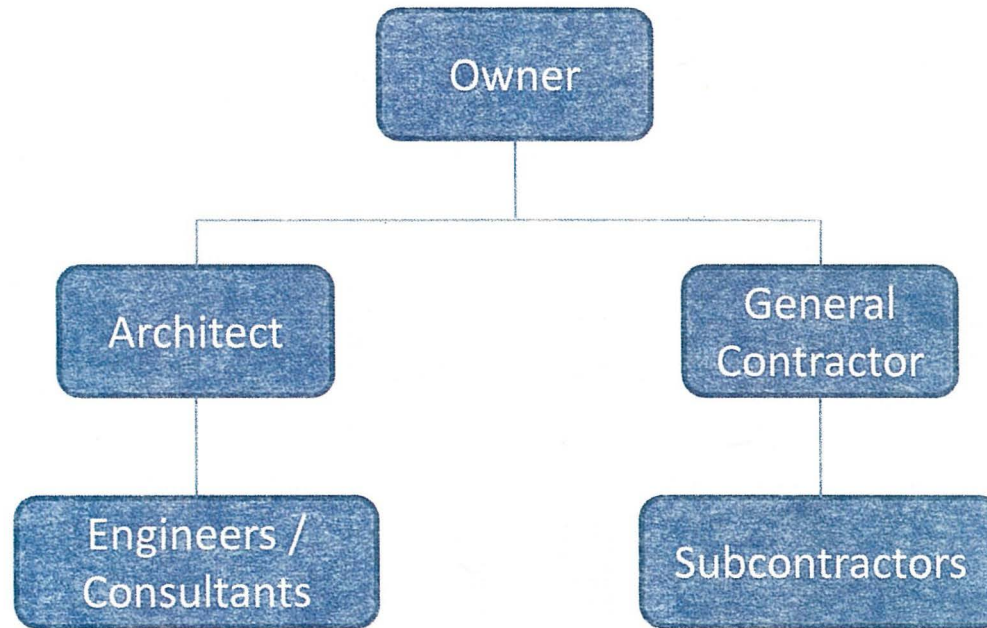 Owner
Architect
General
Contractor
Engineers /
Consultants
Subcontractors